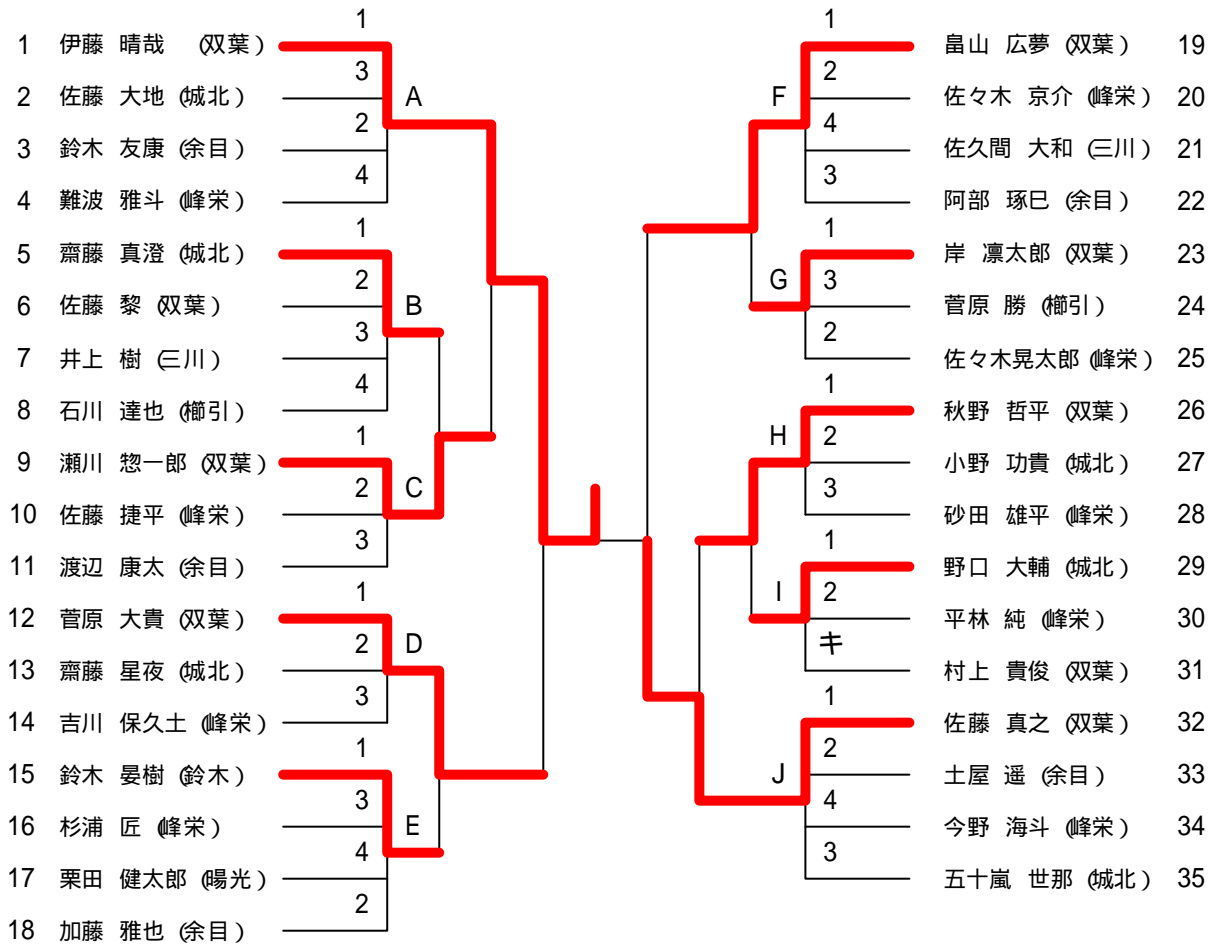 1 伊藤 晴哉 (双葉) 1
2 佐藤 大地 (城北) 3
A
3 鈴木 友康 (余目) 2
4 難波 雅斗 (峰栄) 4
5 齋藤 真澄 (城北) 1
6 佐藤 黎 (双葉) 2
B
7 井上 樹 (三川) 3
8 石川 達也 (櫛引) 4
9 瀬川 惣一郎 (双葉) 1
10 佐藤 捷平 (峰栄) 2
C
11 渡辺 康太 (余目) 3
12 菅原 大貴 (双葉) 1
13 齋藤 星夜 (城北) 2
D
14 吉川 保久土 (峰栄) 3
15 鈴木 晏樹 (鈴木) 1
16 杉浦 匠 (峰栄) 3
E
17 栗田 健太郎 (暘光) 4
18 加藤 雅也 (余目) 2
1 畠山 広夢 (双葉) 19
F
2 佐々木 京介 (峰栄) 20
4 佐久間 大和 (三川) 21
3 阿部 琢巳 (余目) 22
1 岸 凛太郎 (双葉) 23
G
3 菅原 勝 (櫛引) 24
2 佐々木晃太郎 (峰栄) 25
1 秋野 哲平 (双葉) 26
H
2 小野 功貴 (城北) 27
3 砂田 雄平 (峰栄) 28
1 野口 大輔 (城北) 29
I
2 平林 純 (峰栄) 30
キ 村上 貴俊 (双葉) 31
1 佐藤 真之 (双葉) 32
J
2 土屋 遥 (余目) 33
4 今野 海斗 (峰栄) 34
3 五十嵐 世那 (城北) 35